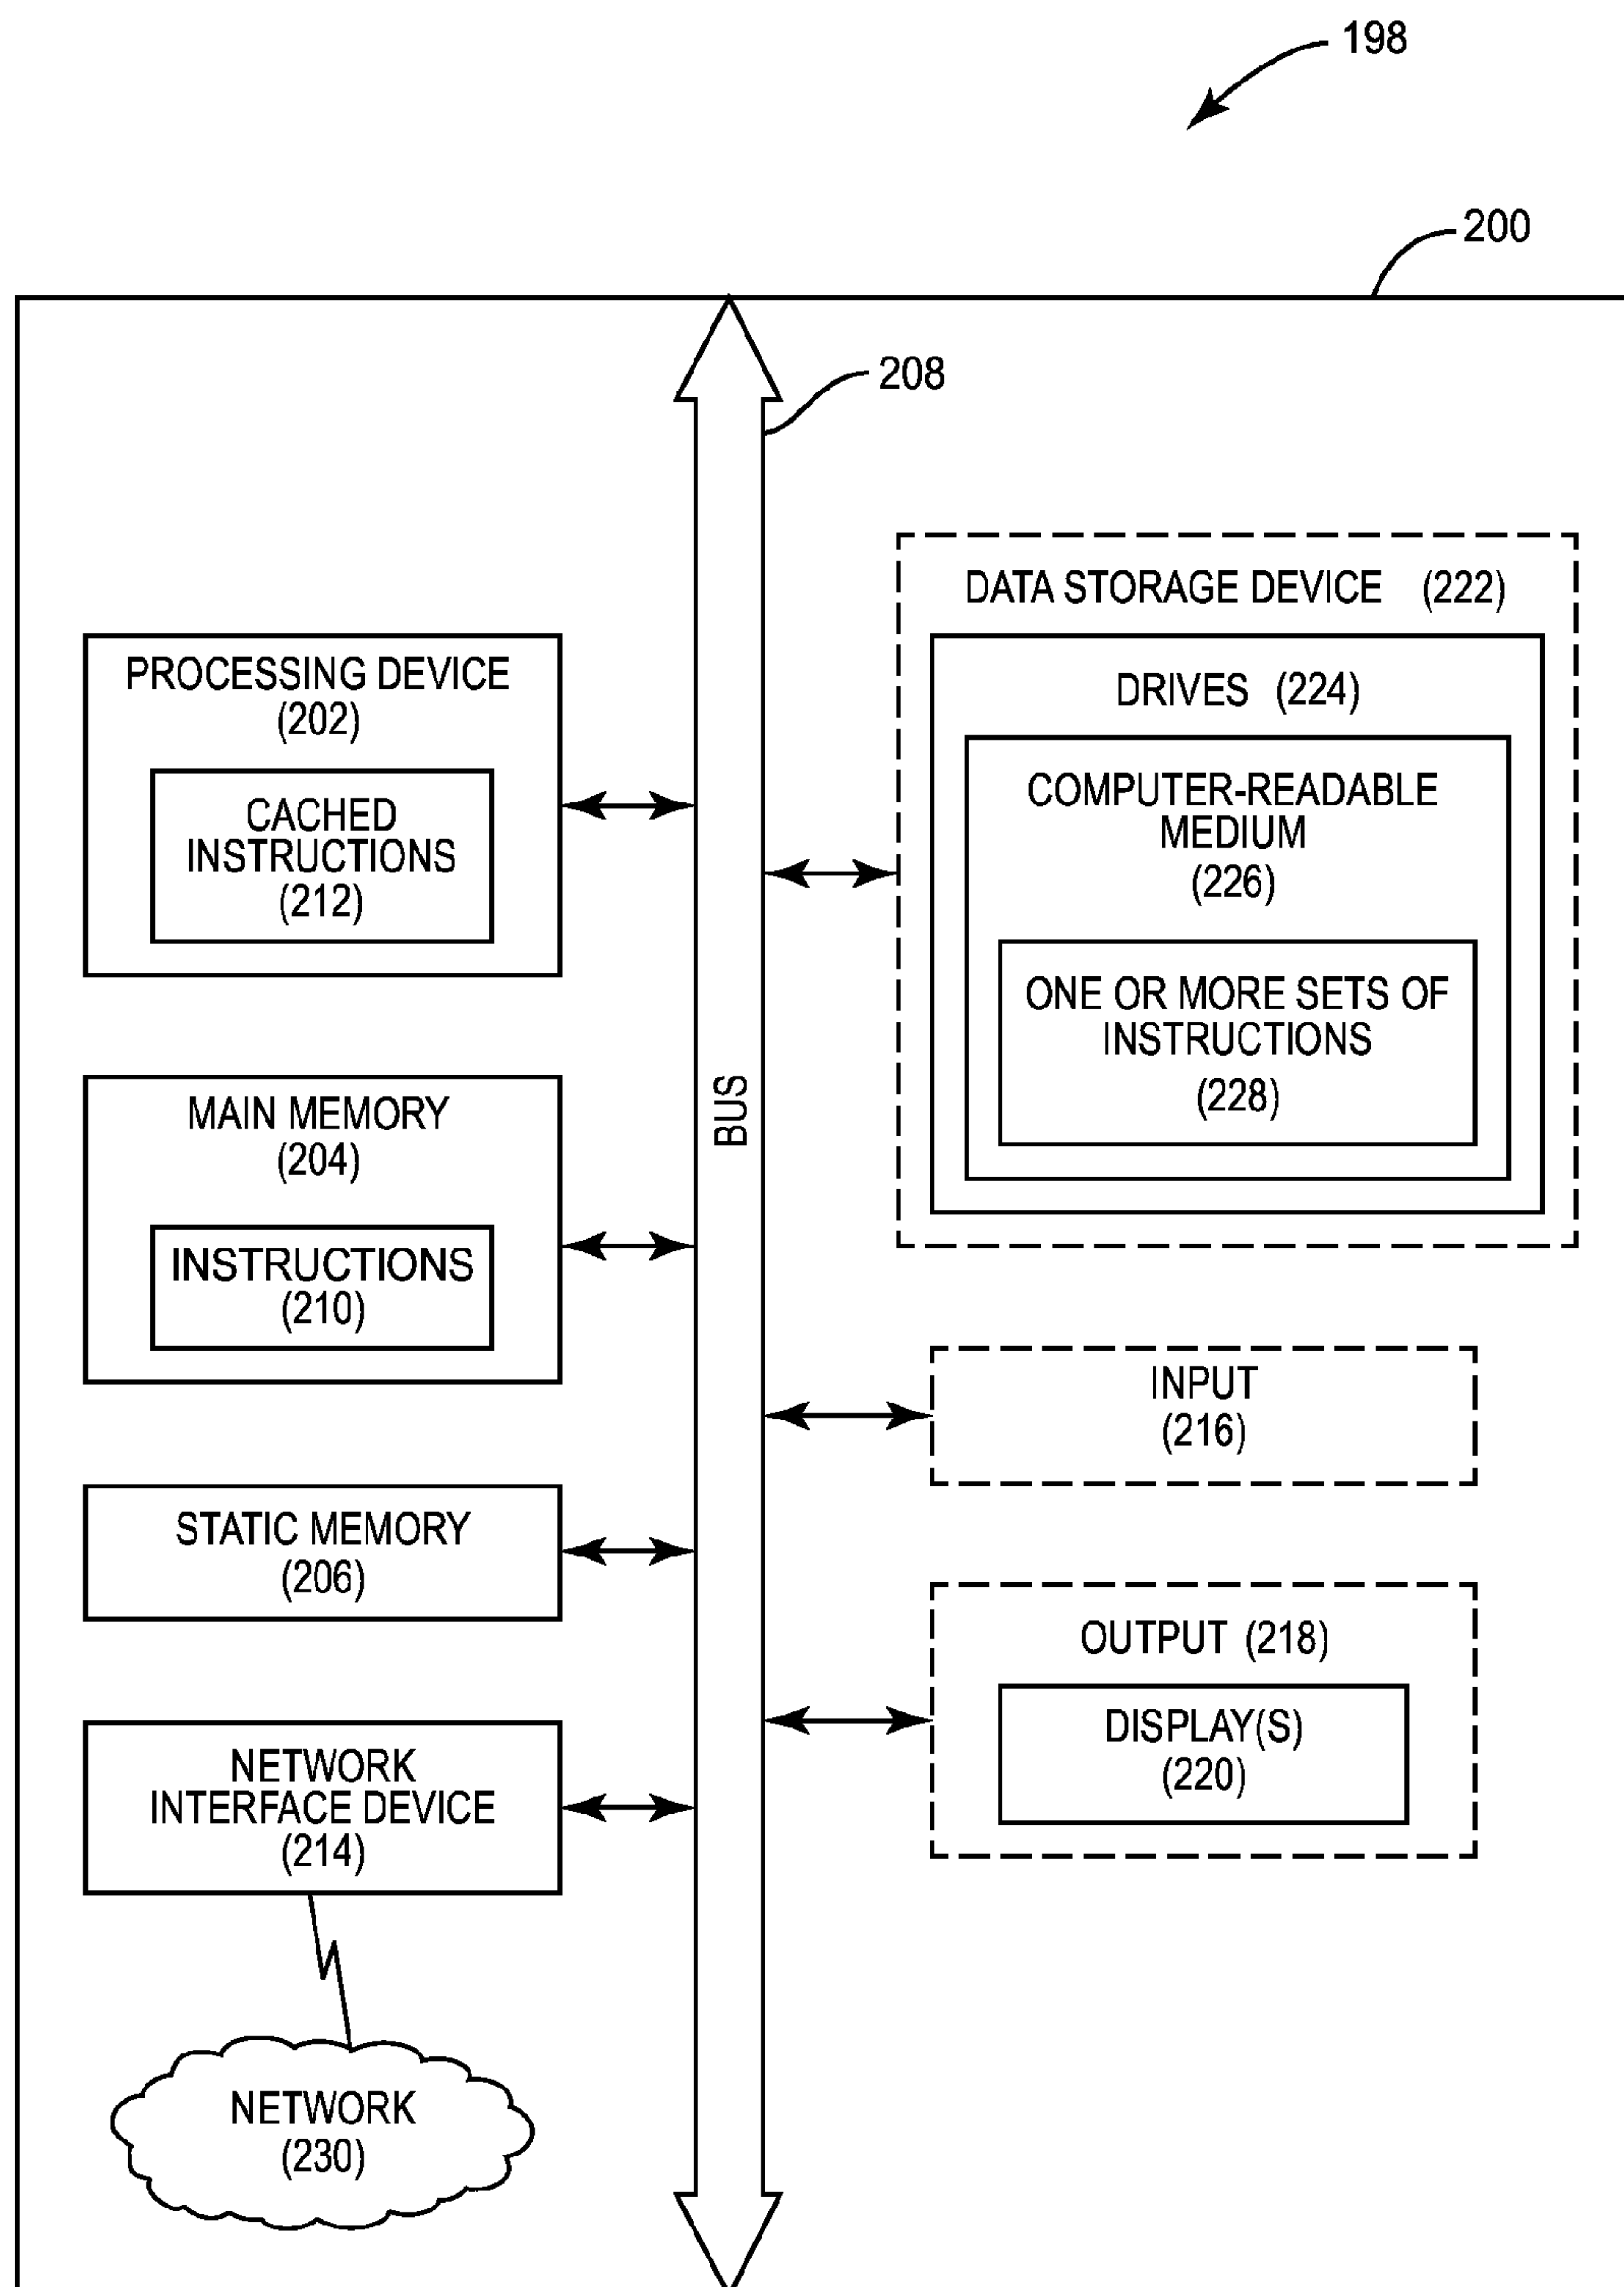 198
200
208
PROCESSING DEVICE
(202)
CACHED
INSTRUCTIONS
(212)
MAIN MEMORY
(204)
INSTRUCTIONS
(210)
STATIC MEMORY
(206)
NETWORK
INTERFACE DEVICE
(214)
NETWORK
(230)
BUS
DATA STORAGE DEVICE (222)
DRIVES (224)
COMPUTER-READABLE
MEDIUM
(226)
ONE OR MORE SETS OF
INSTRUCTIONS
(228)
INPUT
(216)
OUTPUT (218)
DISPLAY(S)
(220)